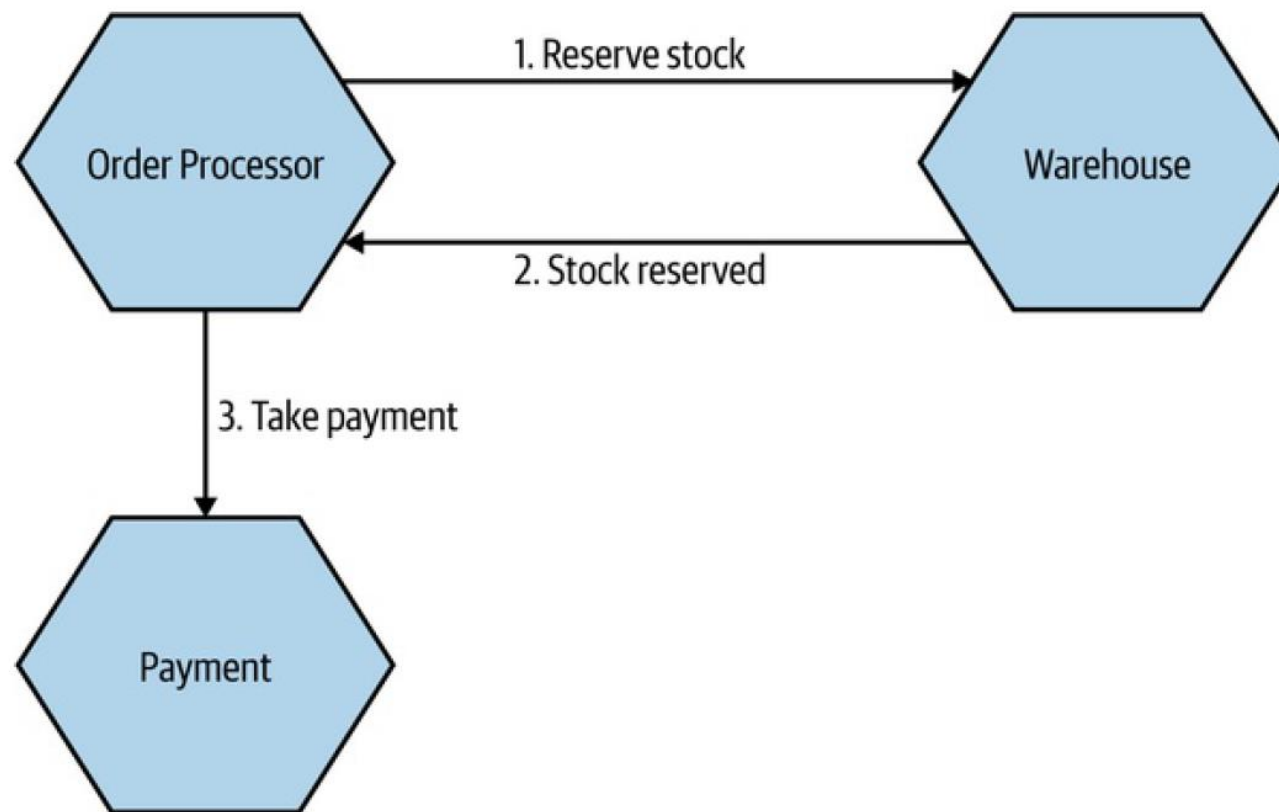 1. Reserve stock
Order Processor
Warehouse
2. Stock reserved
3. Take payment
Payment